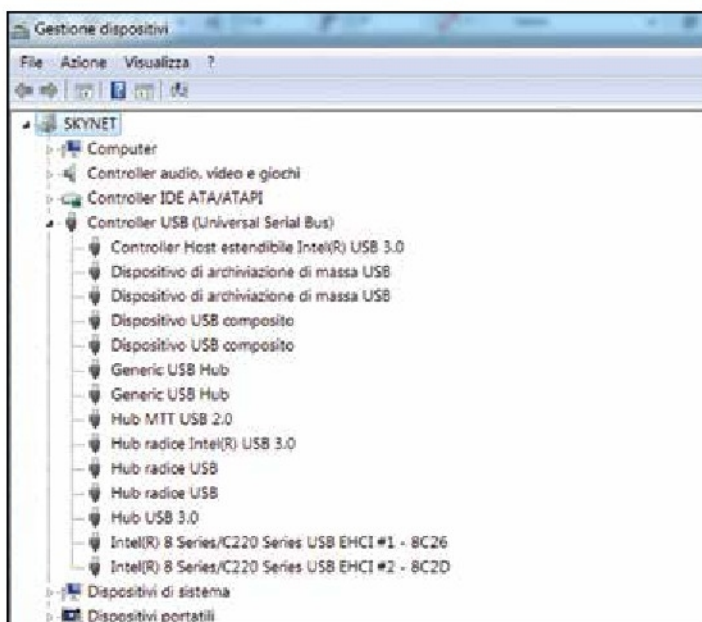 Gestione dispositivi
File Azione Visualizza ?
SKYNET
Computer
Controller audio, video e giochi
Controller IDE ATA/ATAPI
Controller USB (Universal Serial Bus)
Controller Host estendibile Intel(R) USB 3.0
Dispositivo di archiviazione di massa USB
Dispositivo di archiviazione di massa USB
Dispositivo USB composito
Dispositivo USB composito
Generic USB Hub
Generic USB Hub
Hub MTT USB 2.0
Hub radice Intel(R) USB 3.0
Hub radice USB
Hub radice USB
Hub USB 3.0
Intel(R) 8 Series/C220 Series USB EHCI #1 - 8C26
Intel(R) 8 Series/C220 Series USB EHCI #2 - 8C2D
Dispositivi di sistema
Dispositivi portatili